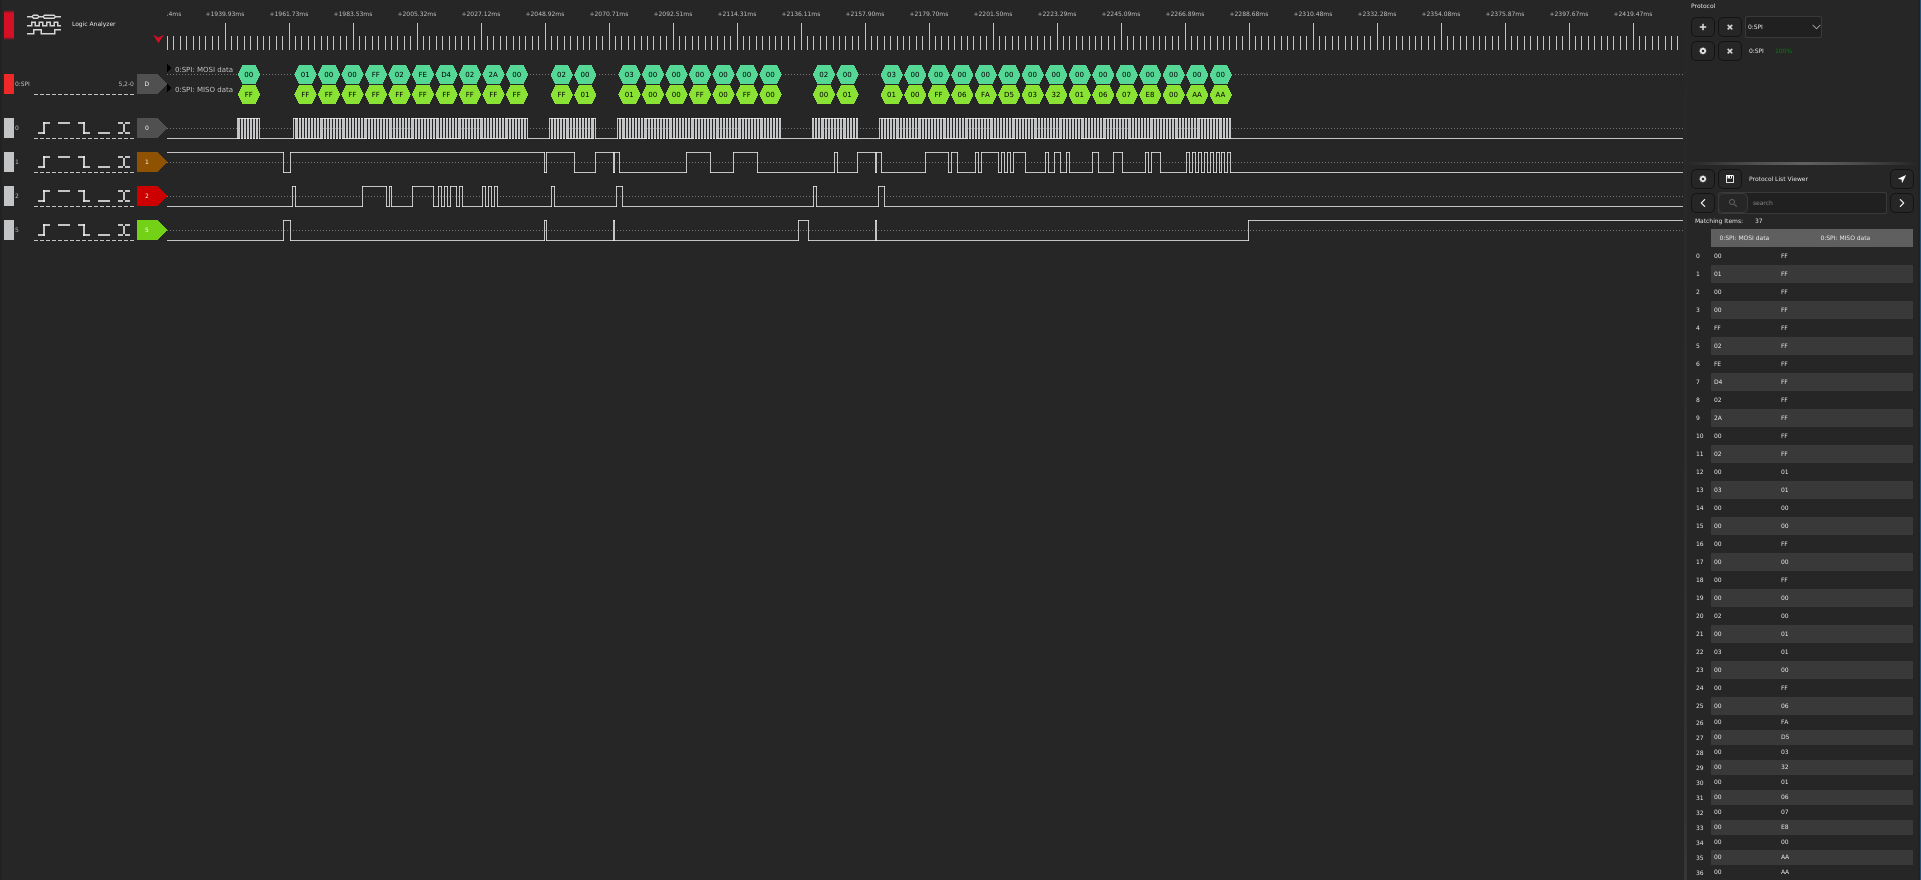 .4ms +1939.93ms +1961.73ms +1983.53ms +2005.32ms +2027.12ms +2048.92ms +2070.71ms +2092.51ms +2114.31ms +2136.11ms +2157.90ms +2179.70ms +2201.50ms +2223.29ms +2245.09ms +2266.89ms +2288.68ms +2310.48ms +2332.28ms +2354.08ms +2375.87ms +2397.67ms +2419.47ms
Logic Analyzer
0:SPI: MOSI data 00 01 00 00 FF 02 FE D4 02 2A 00 02 00 03 00 00 00 00 00 00 02 00 03 00 00 00 00 00 00 00 00 00 00 00 00 00 00
0:SPI 5,2-0 D
0:SPI: MISO data FF FF FF FF FF FF FF FF FF FF FF FF 01 01 00 00 FF 00 FF 00 00 01 01 00 FF 06 FA D5 03 32 01 06 07 E8 00 AA AA
0 0
1 1
2 2
5 5
Protocol
+ × 0:SPI
× 0:SPI 100%
Protocol List Viewer
search
Matching Items: 37
0:SPI: MOSI data 0:SPI: MISO data
0 00 FF
1 01 FF
2 00 FF
3 00 FF
4 FF FF
5 02 FF
6 FE FF
7 D4 FF
8 02 FF
9 2A FF
10 00 FF
11 02 FF
12 00 01
13 03 01
14 00 00
15 00 00
16 00 FF
17 00 00
18 00 FF
19 00 00
20 02 00
21 00 01
22 03 01
23 00 00
24 00 FF
25 00 06
26 00 FA
27 00 D5
28 00 03
29 00 32
30 00 01
31 00 06
32 00 07
33 00 E8
34 00 00
35 00 AA
36 00 AA